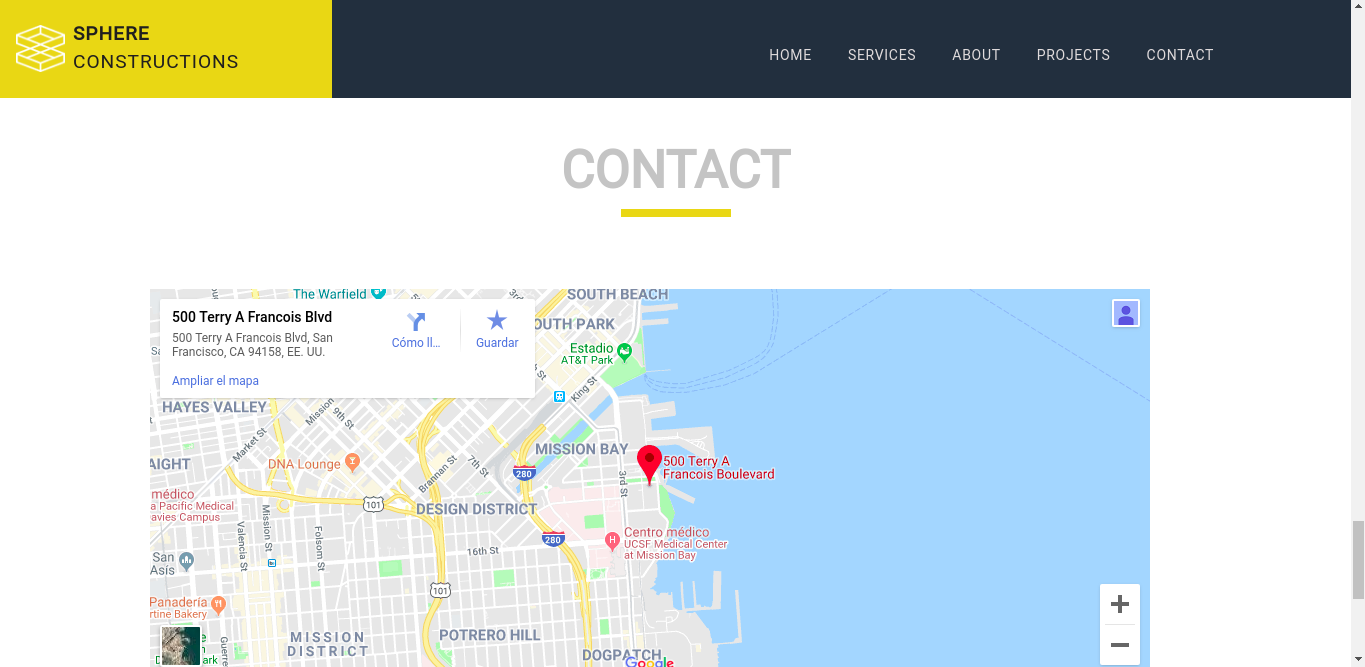 SPHERE
CONSTRUCTIONS
HOME
SERVICES
ABOUT
PROJECTS
CONTACT
CONTACT
The Warfield
SOUTH BEACH
500 Terry A Francois Blvd
500 Terry A Francois Blvd, San
Francisco, CA 94158, EE. UU.
Cómo ll...
Guardar
Ampliar el mapa
OUTH PARK
Estadio
AT&T Park
King St
HAYES VALLEY
Mission
9th St
Market St
MISSION BAY
AIGHT
DNA Lounge
Brannan St
7th St
280
3rd St
500 Terry A
Francois Boulevard
médico
a Pacific Medical
avies Campus
101
DESIGN DISTRICT
Mission St
Valencia St
Folsom St
280
Centro médico
UCSF Medical Center
at Mission Bay
16th St
San
Asís
101
Panadería
rtine Bakery
MISSION
DISTRICT
POTRERO HILL
Guerre
DOGPATCH
Google